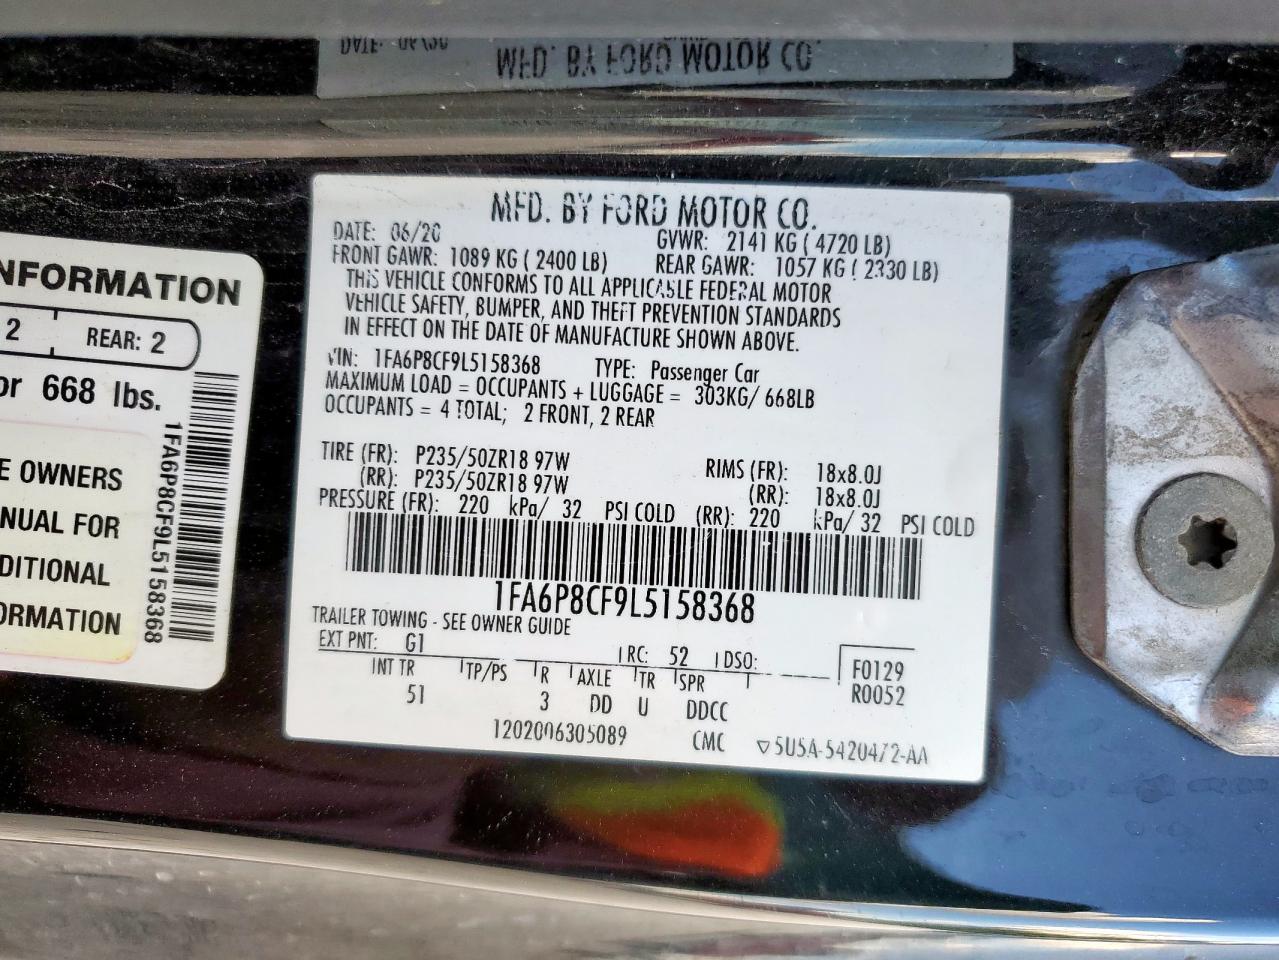 MFD. BY FORD MOTOR CO.
DATE: 06/20
MFD. BY FORD MOTOR CO.
DATE: 06/20 GVWR: 2141 KG ( 4720 LB)
FRONT GAWR: 1089 KG ( 2400 LB) REAR GAWR: 1057 KG ( 2330 LB)
THIS VEHICLE CONFORMS TO ALL APPLICABLE FEDERAL MOTOR
VEHICLE SAFETY, BUMPER, AND THEFT PREVENTION STANDARDS
IN EFFECT ON THE DATE OF MANUFACTURE SHOWN ABOVE.
VIN: 1FA6P8CF9L5158368 TYPE: Passenger Car
MAXIMUM LOAD = OCCUPANTS + LUGGAGE = 303KG/ 668LB
OCCUPANTS = 4 TOTAL; 2 FRONT, 2 REAR
TIRE (FR): P235/50ZR18 97W RIMS (FR): 18x8.0J
(RR): P235/50ZR18 97W (RR): 18x8.0J
PRESSURE (FR): 220 kPa/ 32 PSI COLD (RR): 220 kPa/ 32 PSI COLD
1FA6P8CF9L5158368
TRAILER TOWING - SEE OWNER GUIDE
EXT PNT: G1 RC: 52 DSO: F0129
INT TR TP/PS R AXLE TR SPR R0052
51 3 DD U DDCC
1202006305089 CMC ▽5U5A-5420472-AA
NFORMATION
2 REAR: 2
or 668 lbs.
E OWNERS
NUAL FOR
DITIONAL
ORMATION
1FA6P8CF9L5158368